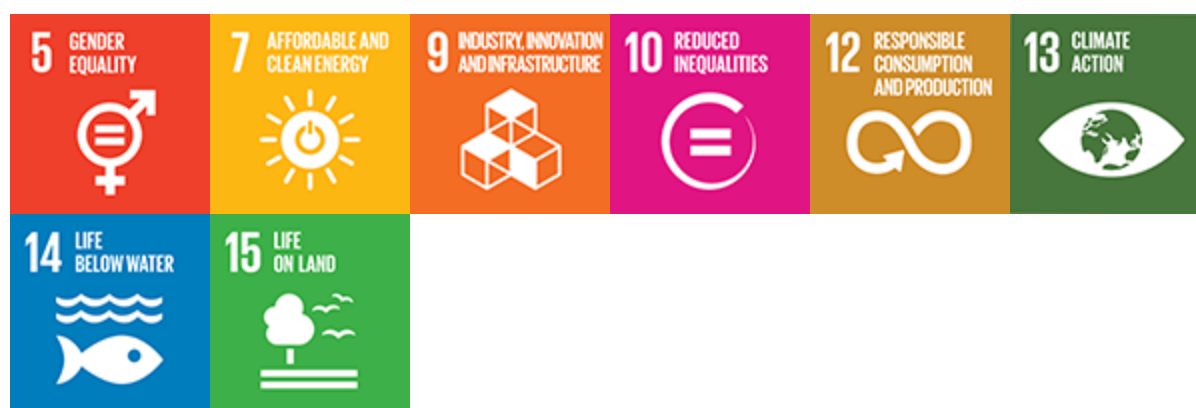 5 GENDER
EQUALITY
7 AFFORDABLE AND
CLEAN ENERGY
9 INDUSTRY, INNOVATION
AND INFRASTRUCTURE
10 REDUCED
INEQUALITIES
12 RESPONSIBLE
CONSUMPTION
AND PRODUCTION
13 CLIMATE
ACTION
14 LIFE
BELOW WATER
15 LIFE
ON LAND